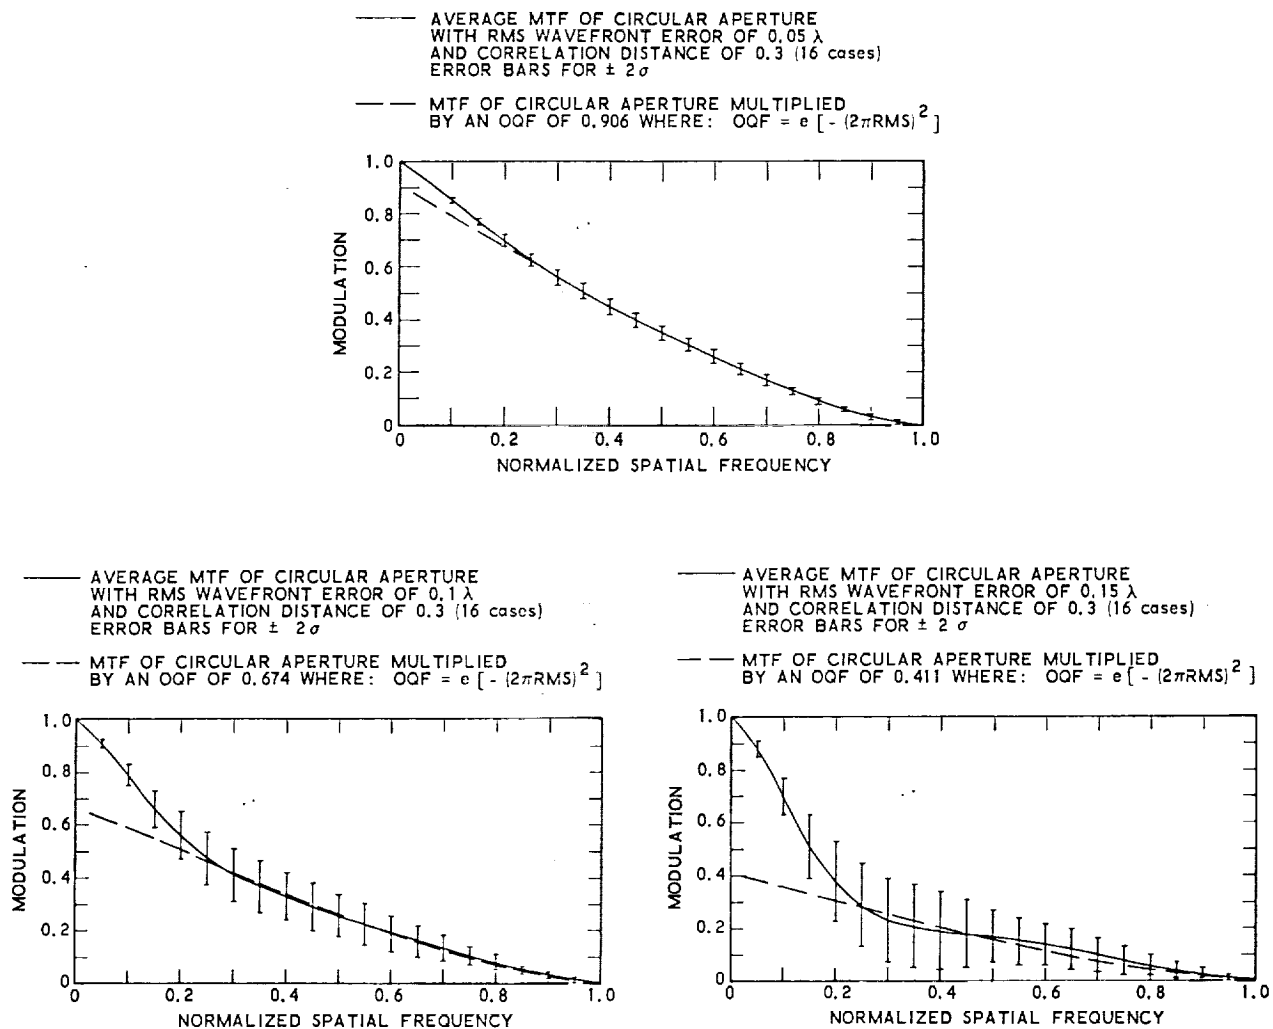 AVERAGE MTF OF CIRCULAR APERTURE
WITH RMS WAVEFRONT ERROR OF 0.05 λ
AND CORRELATION DISTANCE OF 0.3 (16 cases)
ERROR BARS FOR ± 2σ
MTF OF CIRCULAR APERTURE MULTIPLIED
BY AN OQF OF 0.906 WHERE: OQF = e [ - (2πRMS)² ]
1.0
0.8
0.6
0.4
0.2
0
MODULATION
0 0.2 0.4 0.6 0.8 1.0
NORMALIZED SPATIAL FREQUENCY
AVERAGE MTF OF CIRCULAR APERTURE
WITH RMS WAVEFRONT ERROR OF 0.1 λ
AND CORRELATION DISTANCE OF 0.3 (16 cases)
ERROR BARS FOR ± 2σ
MTF OF CIRCULAR APERTURE MULTIPLIED
BY AN OQF OF 0.674 WHERE: OQF = e [ - (2πRMS)² ]
1.0
0.8
0.6
0.4
0.2
0
MODULATION
0 0.2 0.4 0.6 0.8 1.0
NORMALIZED SPATIAL FREQUENCY
AVERAGE MTF OF CIRCULAR APERTURE
WITH RMS WAVEFRONT ERROR OF 0.15 λ
AND CORRELATION DISTANCE OF 0.3 (16 cases)
ERROR BARS FOR ± 2 σ
MTF OF CIRCULAR APERTURE MULTIPLIED
BY AN OQF OF 0.411 WHERE: OQF = e [ - (2πRMS)² ]
1.0
0.8
0.6
0.4
0.2
0
MODULATION
0 0.2 0.4 0.6 0.8 1.0
NORMALIZED SPATIAL FREQUENCY